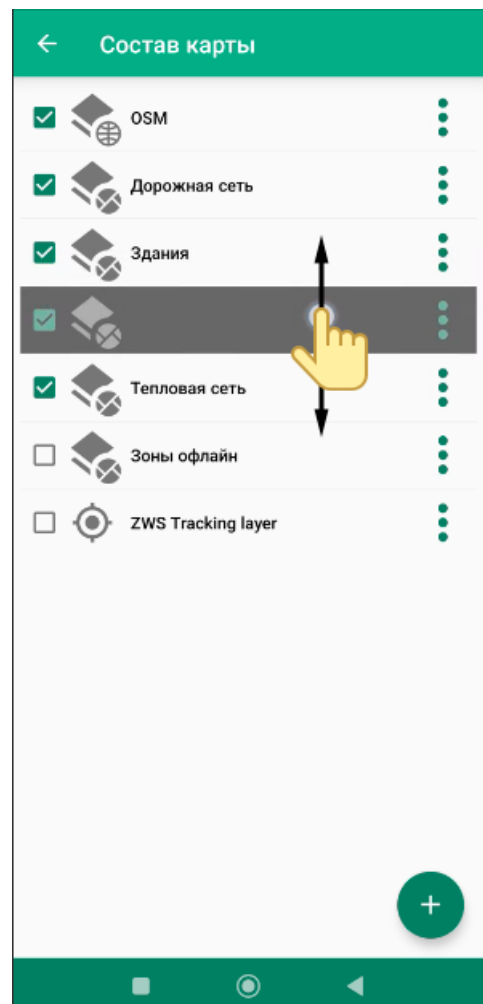 Состав карты
OSM
Дорожная сеть
Здания
Тепловая сеть
Зоны офлайн
ZWS Tracking layer